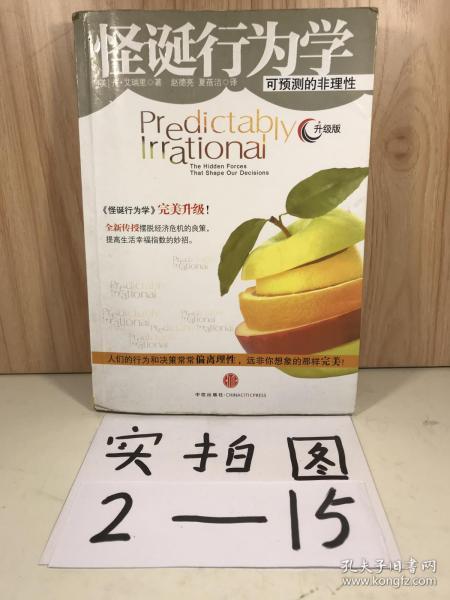 怪诞行为学
可预测的非理性
艾瑞里 著 赵德亮 夏蓓洁 译
Predictably
Irrational
升级版
The Hidden Forces
That Shape Our Decisions
《怪诞行为学》完美升级!
全新传授摆脱经济危机的良策,
提高生活幸福指数的妙招。
Predictably
Irrational
人们的行为和决策常常偏离理性,远非你想象的那样完美!
中信出版社·CHINACITICPRESS
实拍图
2—15
孔夫子旧书网
www.kongfz.com